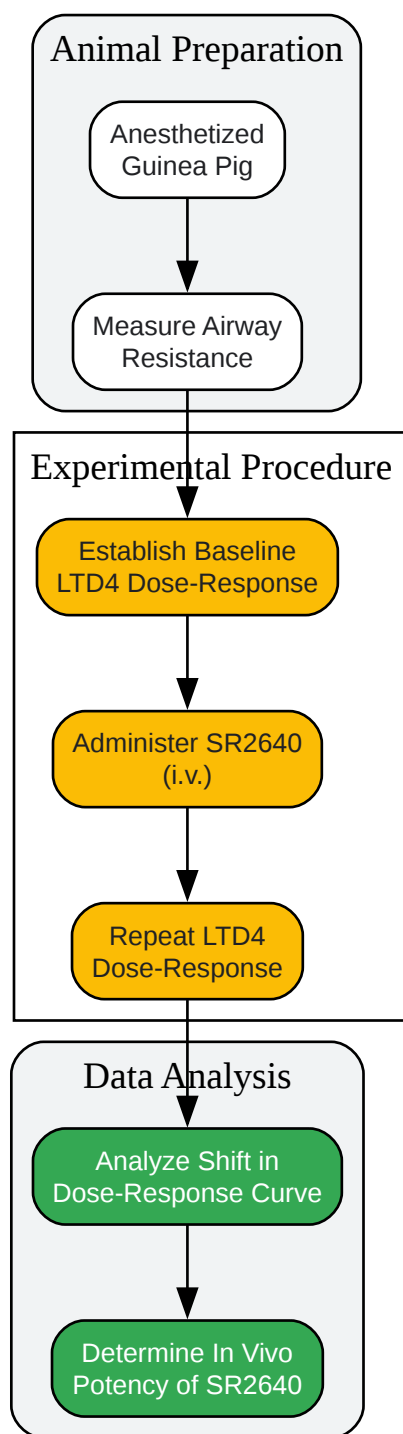 Animal Preparation
Anesthetized
Guinea Pig
Measure Airway
Resistance
Experimental Procedure
Establish Baseline
LTD4 Dose-Response
Administer SR2640
(i.v.)
Repeat LTD4
Dose-Response
Data Analysis
Analyze Shift in
Dose-Response Curve
Determine In Vivo
Potency of SR2640